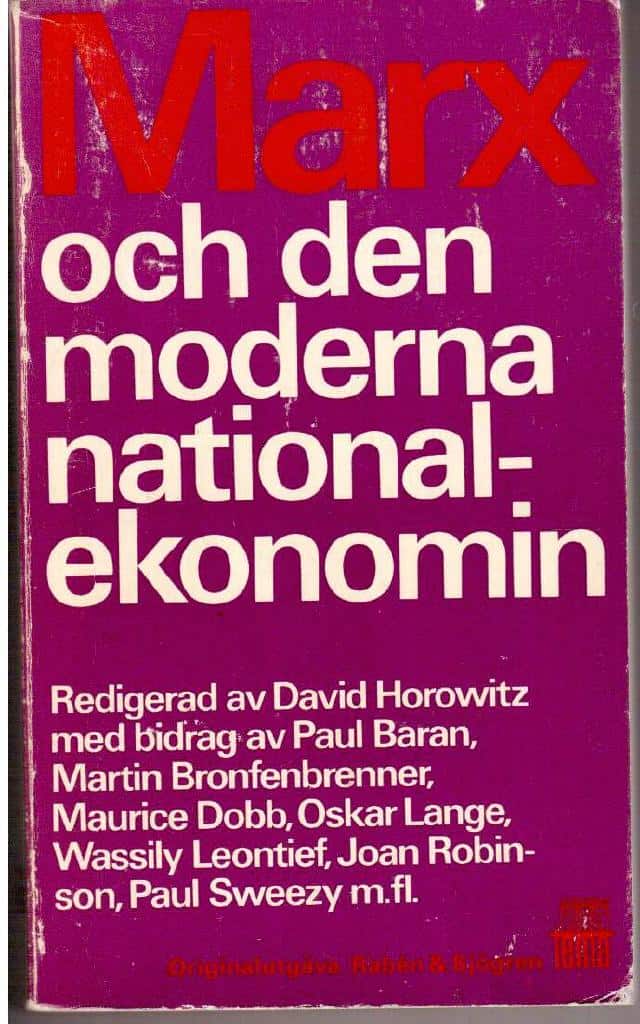 Marx
och den
moderna
national-
ekonomin
Redigerad av David Horowitz
med bidrag av Paul Baran,
Martin Bronfenbrenner,
Maurice Dobb, Oskar Lange,
Wassily Leontief, Joan Robin-
son, Paul Sweezy m.fl.
Originalutgåva Rabén & Sjögren